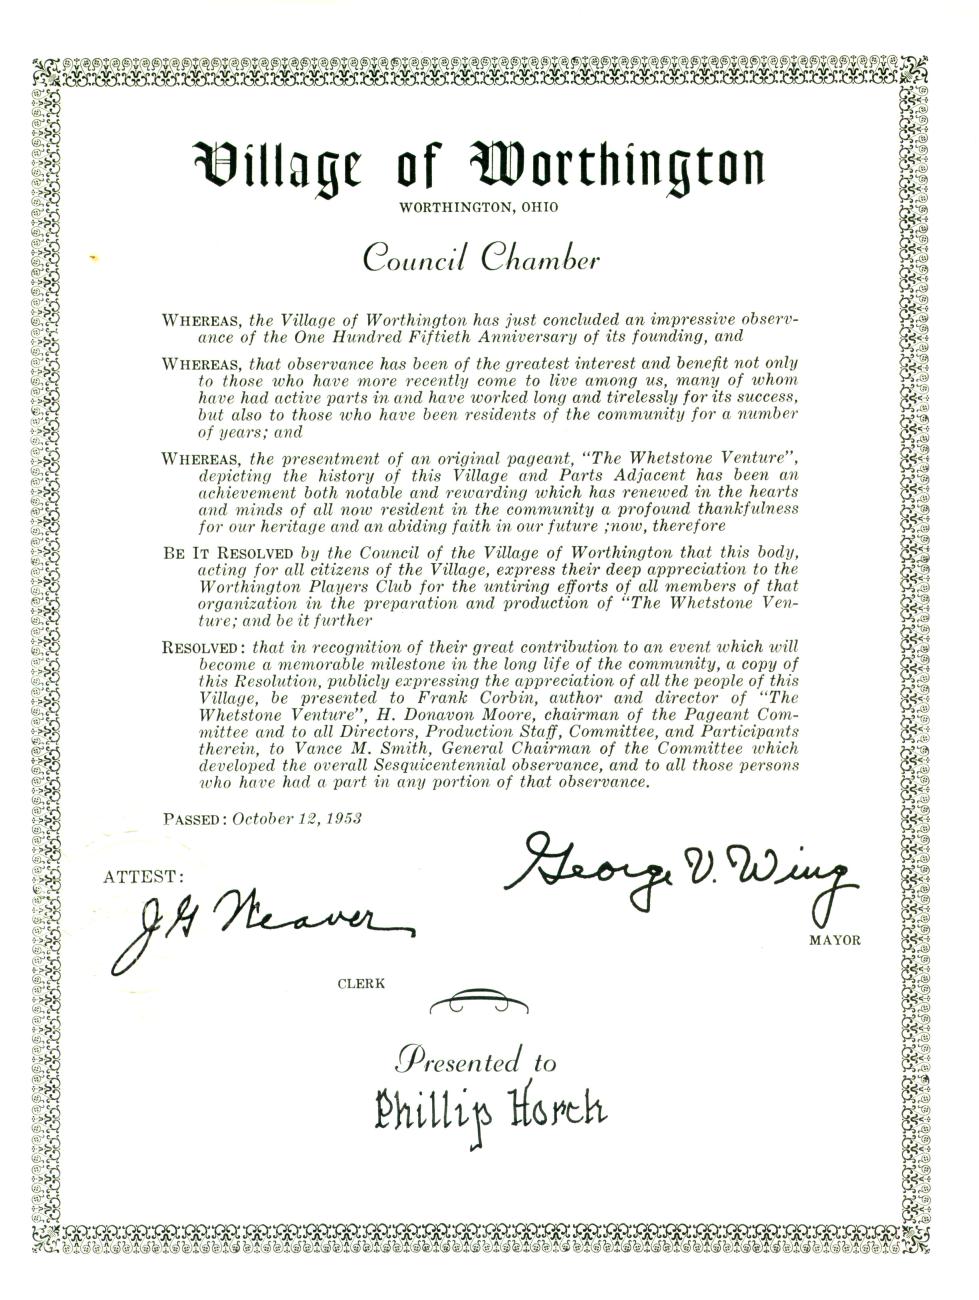 Village of Worthington
WORTHINGTON, OHIO
Council Chamber
WHEREAS, the Village of Worthington has just concluded an impressive observ-
ance of the One Hundred Fiftieth Anniversary of its founding, and
WHEREAS, that observance has been of the greatest interest and benefit not only
to those who have more recently come to live among us, many of whom
have had active parts in and have worked long and tirelessly for its success,
but also to those who have been residents of the community for a number
of years; and
WHEREAS, the presentment of an original pageant, "The Whetstone Venture",
depicting the history of this Village and Parts Adjacent has been an
achievement both notable and rewarding which has renewed in the hearts
and minds of all now resident in the community a profound thankfulness
for our heritage and an abiding faith in our future ;now, therefore
BE IT RESOLVED by the Council of the Village of Worthington that this body,
acting for all citizens of the Village, express their deep appreciation to the
Worthington Players Club for the untiring efforts of all members of that
organization in the preparation and production of "The Whetstone Ven-
ture; and be it further
RESOLVED: that in recognition of their great contribution to an event which will
become a memorable milestone in the long life of the community, a copy of
this Resolution, publicly expressing the appreciation of all the people of this
Village, be presented to Frank Corbin, author and director of "The
Whetstone Venture", H. Donavon Moore, chairman of the Pageant Com-
mittee and to all Directors, Production Staff, Committee, and Participants
therein, to Vance M. Smith, General Chairman of the Committee which
developed the overall Sesquicentennial observance, and to all those persons
who have had a part in any portion of that observance.
PASSED: October 12, 1953
George V. Wing
MAYOR
ATTEST:
J G Weaver
CLERK
Presented to
Phillip Horch